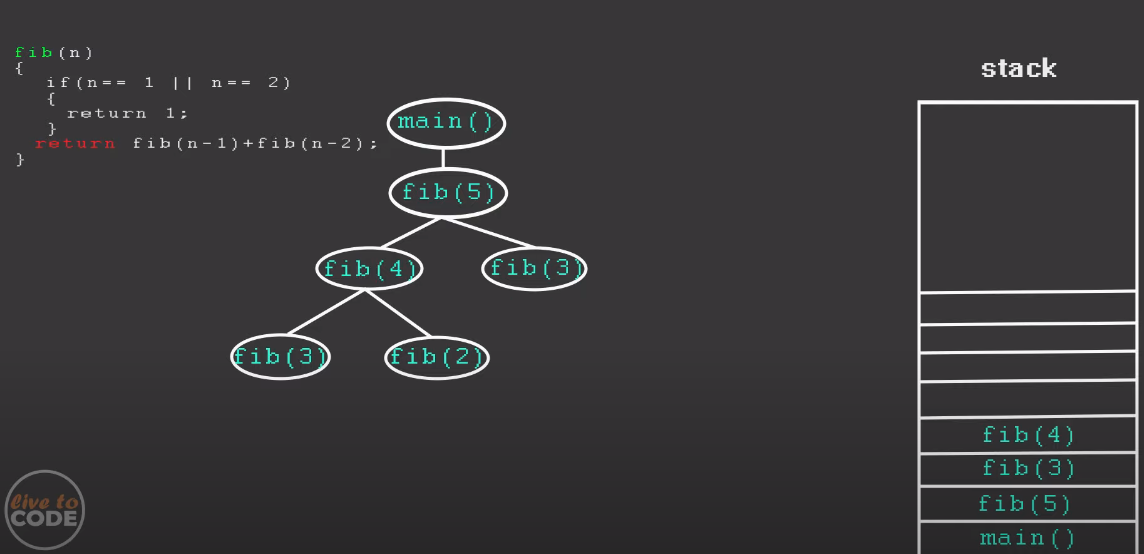 fib(n)
{
if(n== 1 || n== 2)
{
return 1;
}
return fib(n-1)+fib(n-2);
}
main()
fib(5)
fib(4)
fib(3)
fib(3)
fib(2)
stack
fib(4)
fib(3)
fib(5)
main()
live to
CODE